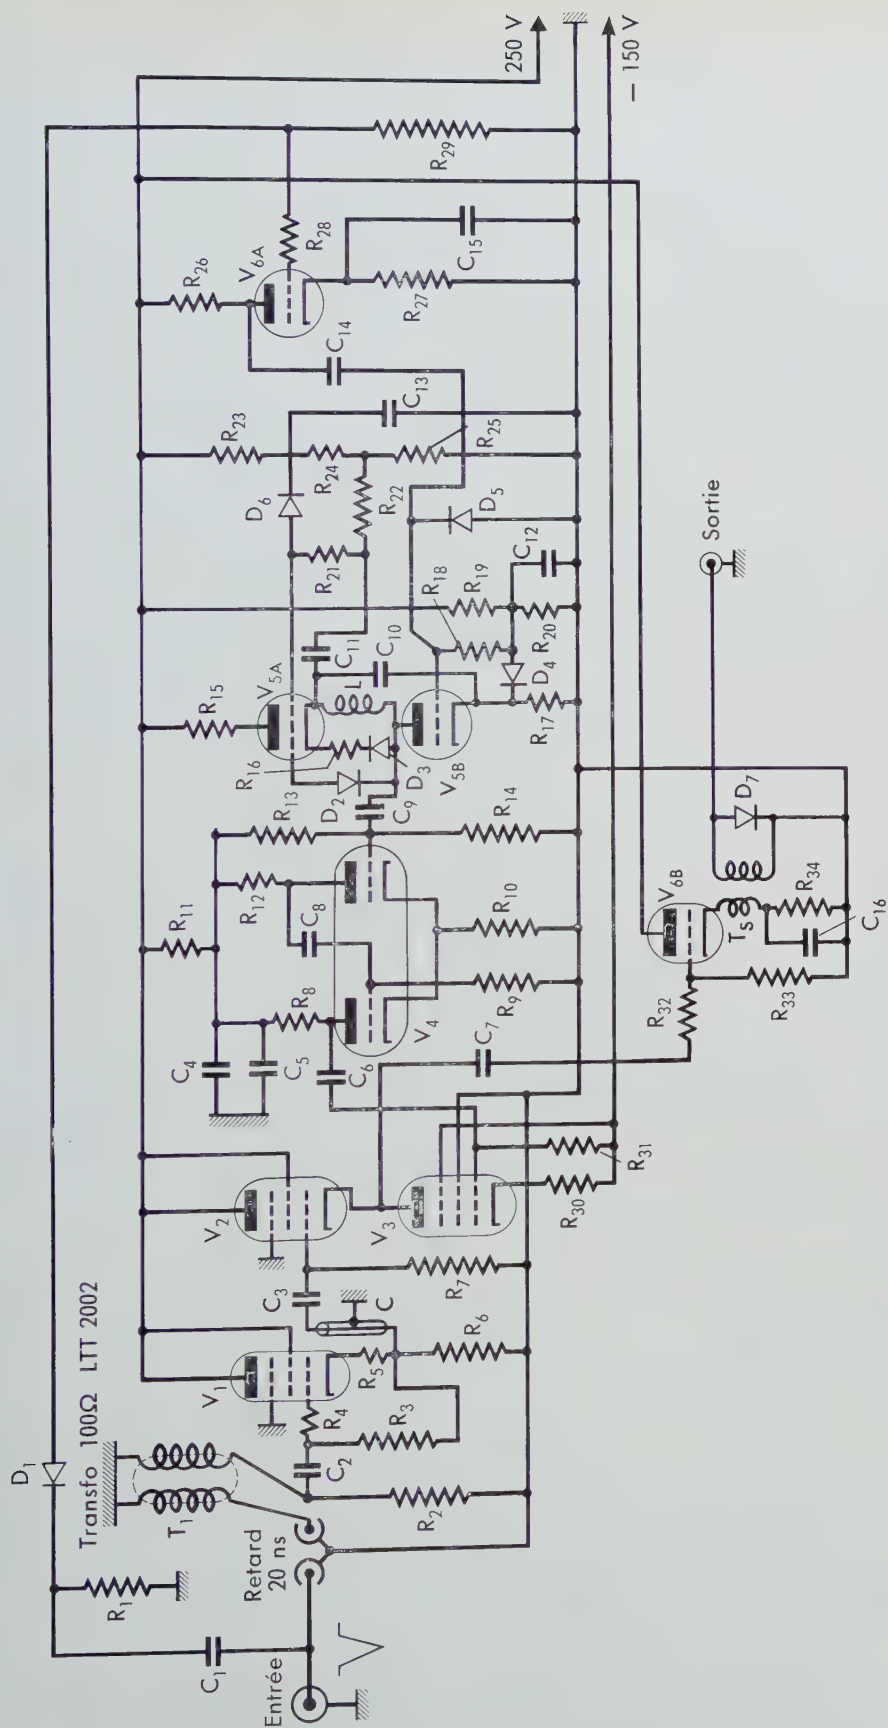 Transfo 100Ω LTT 2002
D₁
R₁
C₁
T₁
Entrée
Retard
20 ns
C₂
R₂
R₃
R₄
V₁
R₅
R₆
C
C₃
R₇
V₂
V₃
R₃₀
R₃₁
C₄
C₅
C₆
R₈
R₁₁
R₁₂
C₈
V₄
R₉
R₁₀
C₇
R₁₃
R₁₄
C₉
D₂
R₁₆
D₃
R₁₅
V₅A
V₅B
L
C₁₁
C₁₀
R₁₇
D₄
R₁₈
R₁₉
R₂₀
C₁₂
D₅
R₂₁
R₂₂
D₆
R₂₃
R₂₄
R₂₅
C₁₃
C₁₄
V₆A
R₂₆
R₂₇
R₂₈
C₁₅
R₂₉
250 V
− 150 V
R₃₂
R₃₃
V₆B
Tₛ
C₁₆
R₃₄
D₇
Sortie